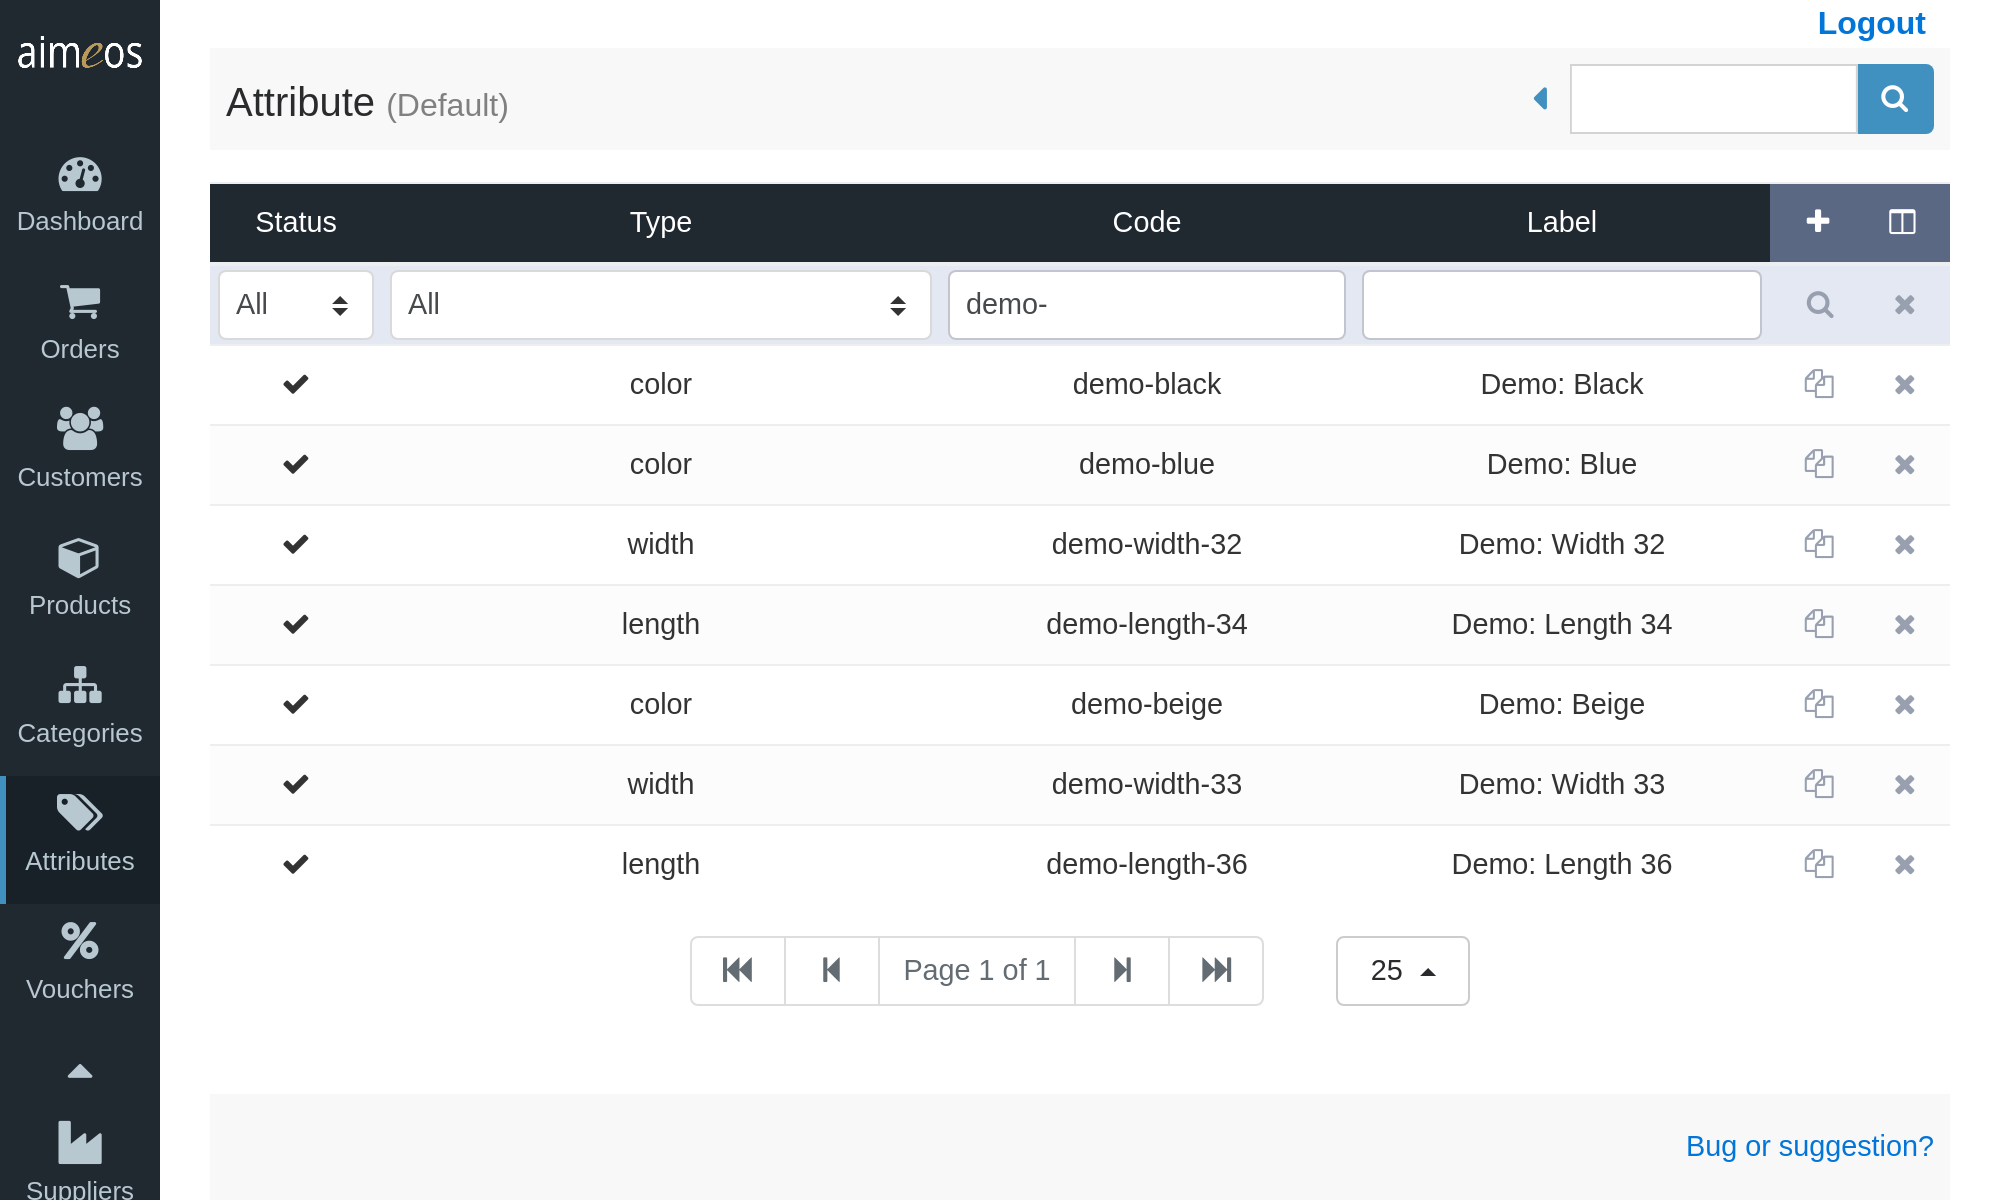 Logout
aimeos
Attribute (Default)
Dashboard
Orders
Customers
Products
Categories
Attributes
Vouchers
Suppliers
Status Type Code Label
All All demo-
color demo-black Demo: Black
color demo-blue Demo: Blue
width demo-width-32 Demo: Width 32
length demo-length-34 Demo: Length 34
color demo-beige Demo: Beige
width demo-width-33 Demo: Width 33
length demo-length-36 Demo: Length 36
Page 1 of 1 25
Bug or suggestion?